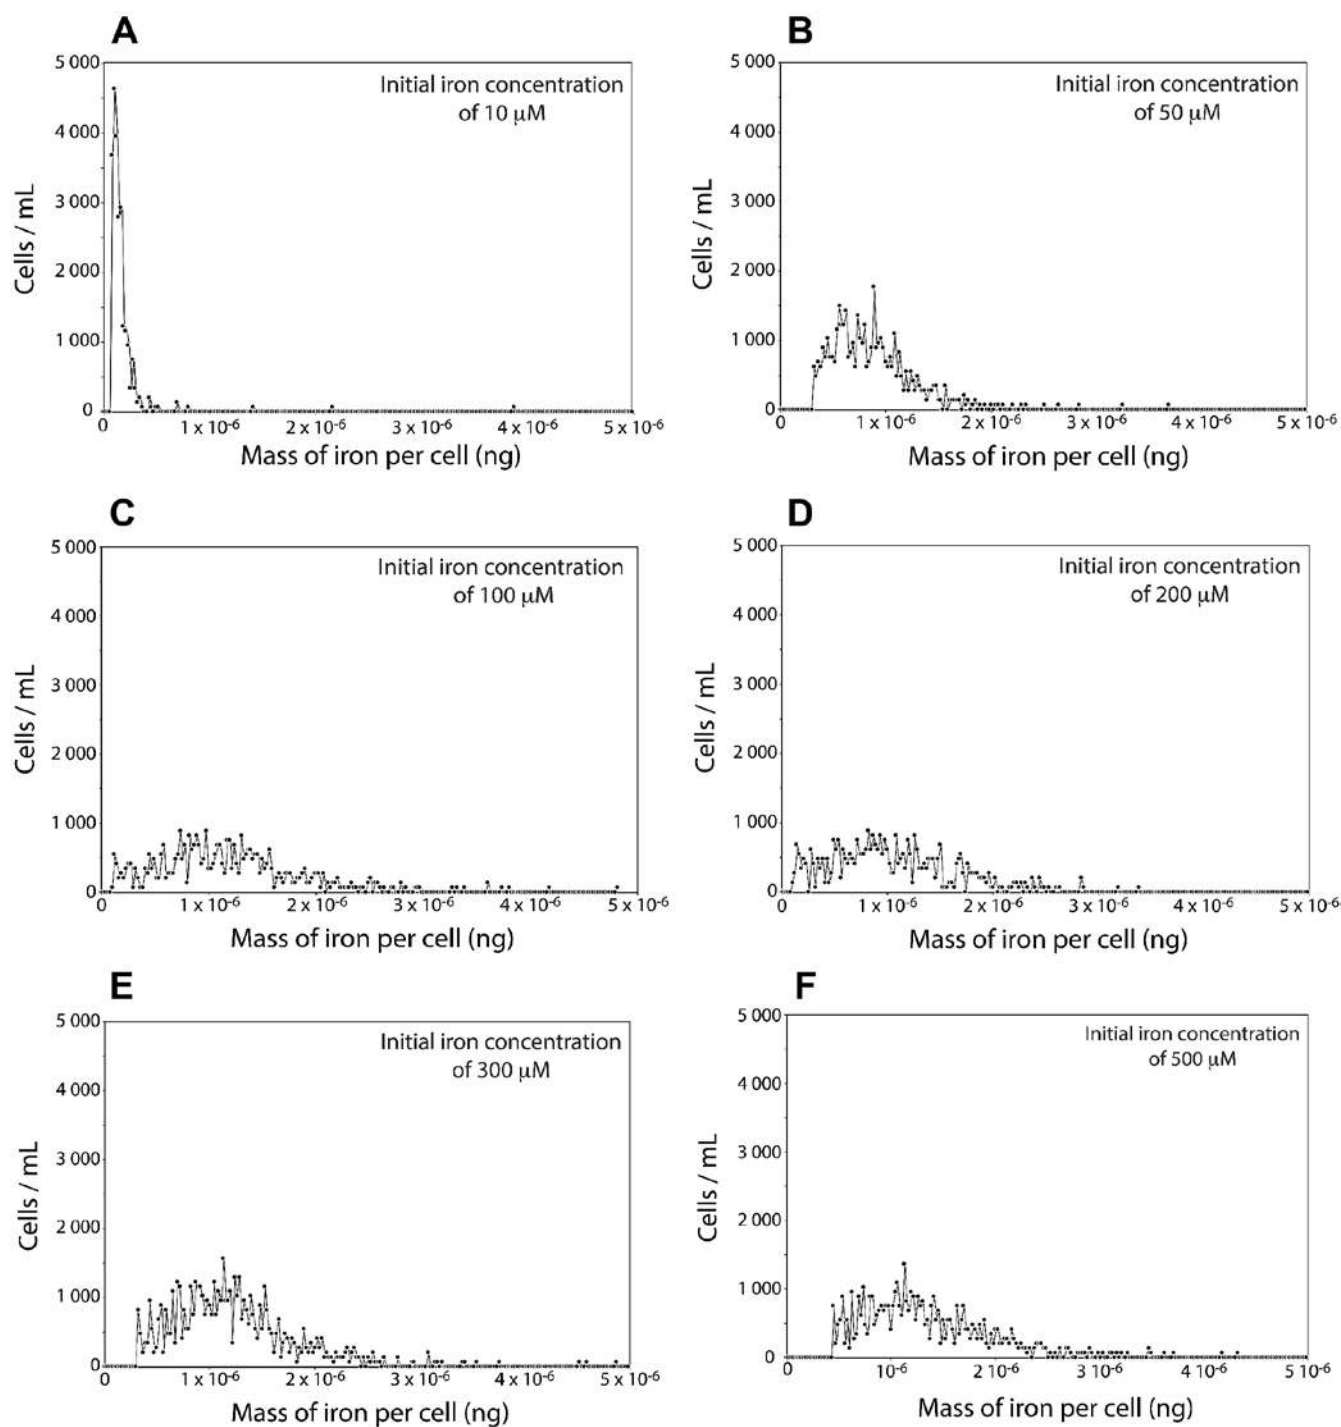 A
Initial iron concentration
of 10 μM
5 000
4 000
3 000
2 000
1 000
0
Cells / mL
0
1 x 10-6
2 x 10-6
3 x 10-6
4 x 10-6
5 x 10-6
Mass of iron per cell (ng)
B
Initial iron concentration
of 50 μM
5 000
4 000
3 000
2 000
1 000
0
Cells / mL
0
1 x 10-6
2 x 10-6
3 x 10-6
4 x 10-6
5 x 10-6
Mass of iron per cell (ng)
C
Initial iron concentration
of 100 μM
5 000
4 000
3 000
2 000
1 000
0
Cells / mL
0
1 x 10-6
2 x 10-6
3 x 10-6
4 x 10-6
5 x 10-6
Mass of iron per cell (ng)
D
Initial iron concentration
of 200 μM
5 000
4 000
3 000
2 000
1 000
0
Cells / mL
0
1 x 10-6
2 x 10-6
3 x 10-6
4 x 10-6
5 x 10-6
Mass of iron per cell (ng)
E
Initial iron concentration
of 300 μM
5 000
4 000
3 000
2 000
1 000
0
Cells / mL
0
1 x 10-6
2 x 10-6
3 x 10-6
4 x 10-6
5 x 10-6
Mass of iron per cell (ng)
F
Initial iron concentration
of 500 μM
5 000
4 000
3 000
2 000
1 000
0
Cells / mL
0
10-6
2 10-6
3 10-6
4 x 10-6
5 x 10-6
Mass of iron per cell (ng)